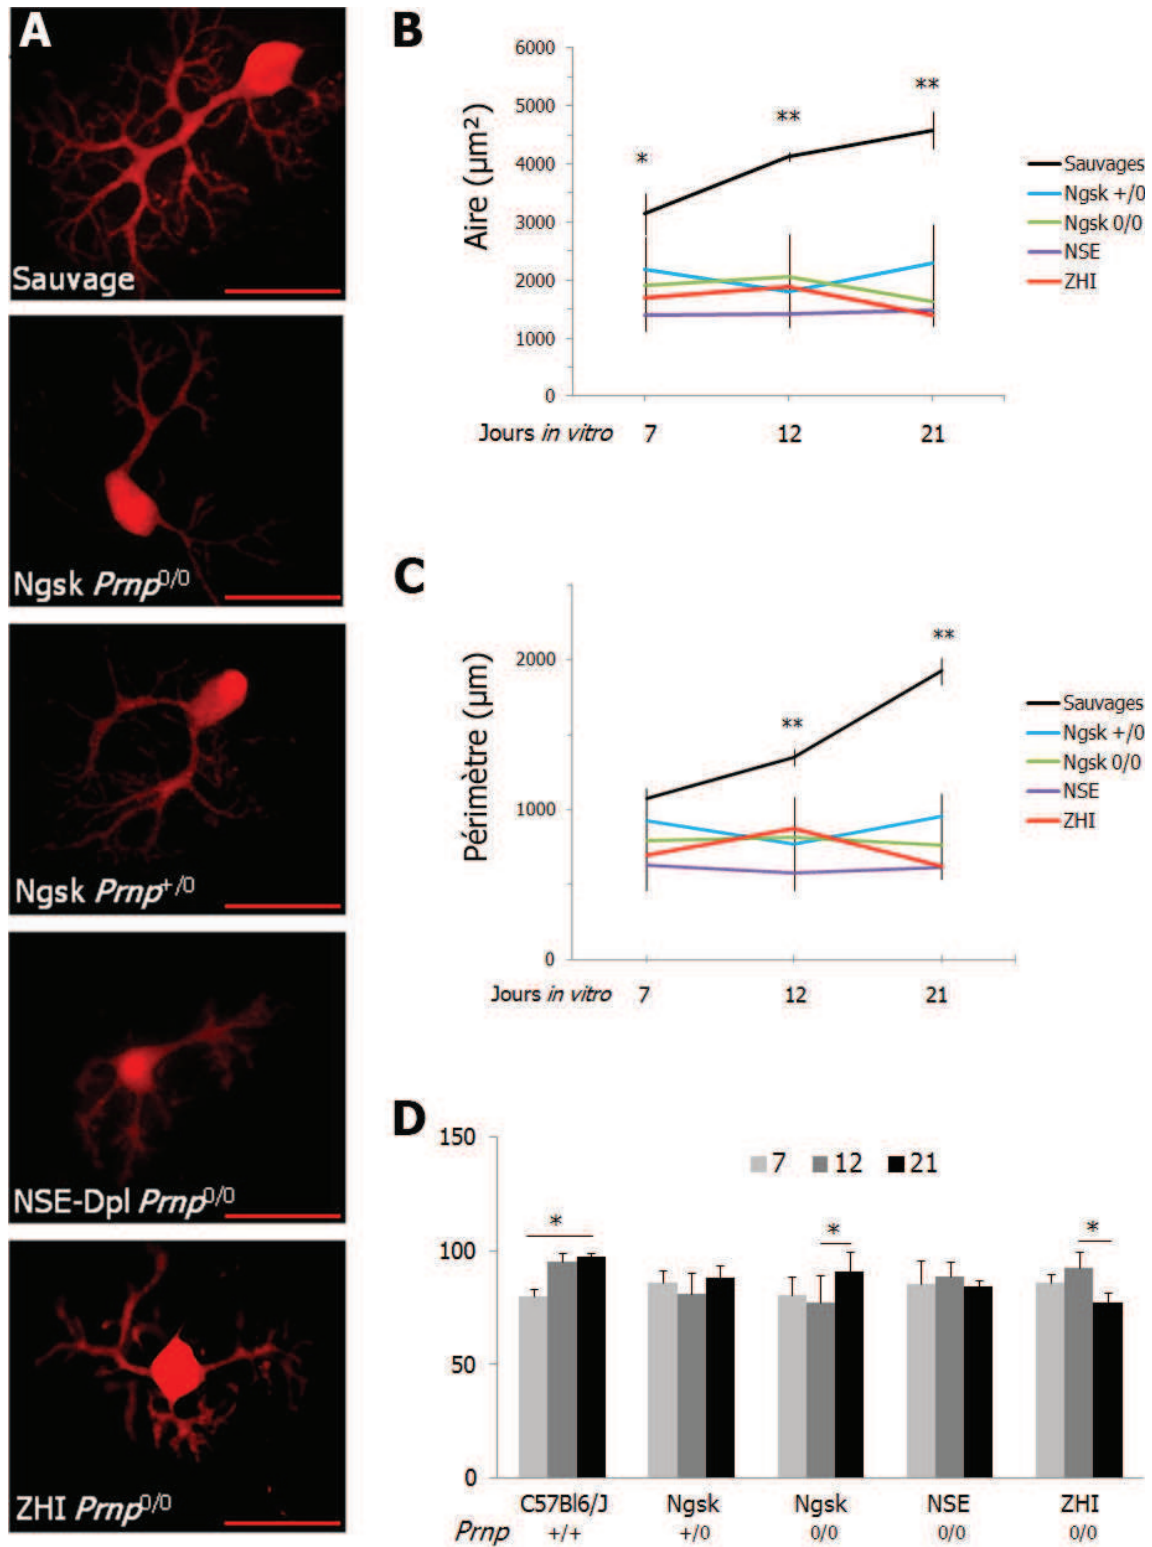 A
Sauvage
Ngsk Prnp0/0
Ngsk Prnp+/0
NSE-Dpl Prnp0/0
ZHI Prnp0/0
B
Aire (µm²)
6000
5000
4000
3000
2000
1000
0
*
**
**
Jours in vitro 7 12 21
Sauvages
Ngsk +/0
Ngsk 0/0
NSE
ZHI
C
Périmètre (µm)
2000
1000
0
**
**
Jours in vitro 7 12 21
Sauvages
Ngsk +/0
Ngsk 0/0
NSE
ZHI
D
150
100
50
0
7 12 21
*
*
*
C57Bl6/J Ngsk Ngsk NSE ZHI
Prnp +/+ +/0 0/0 0/0 0/0